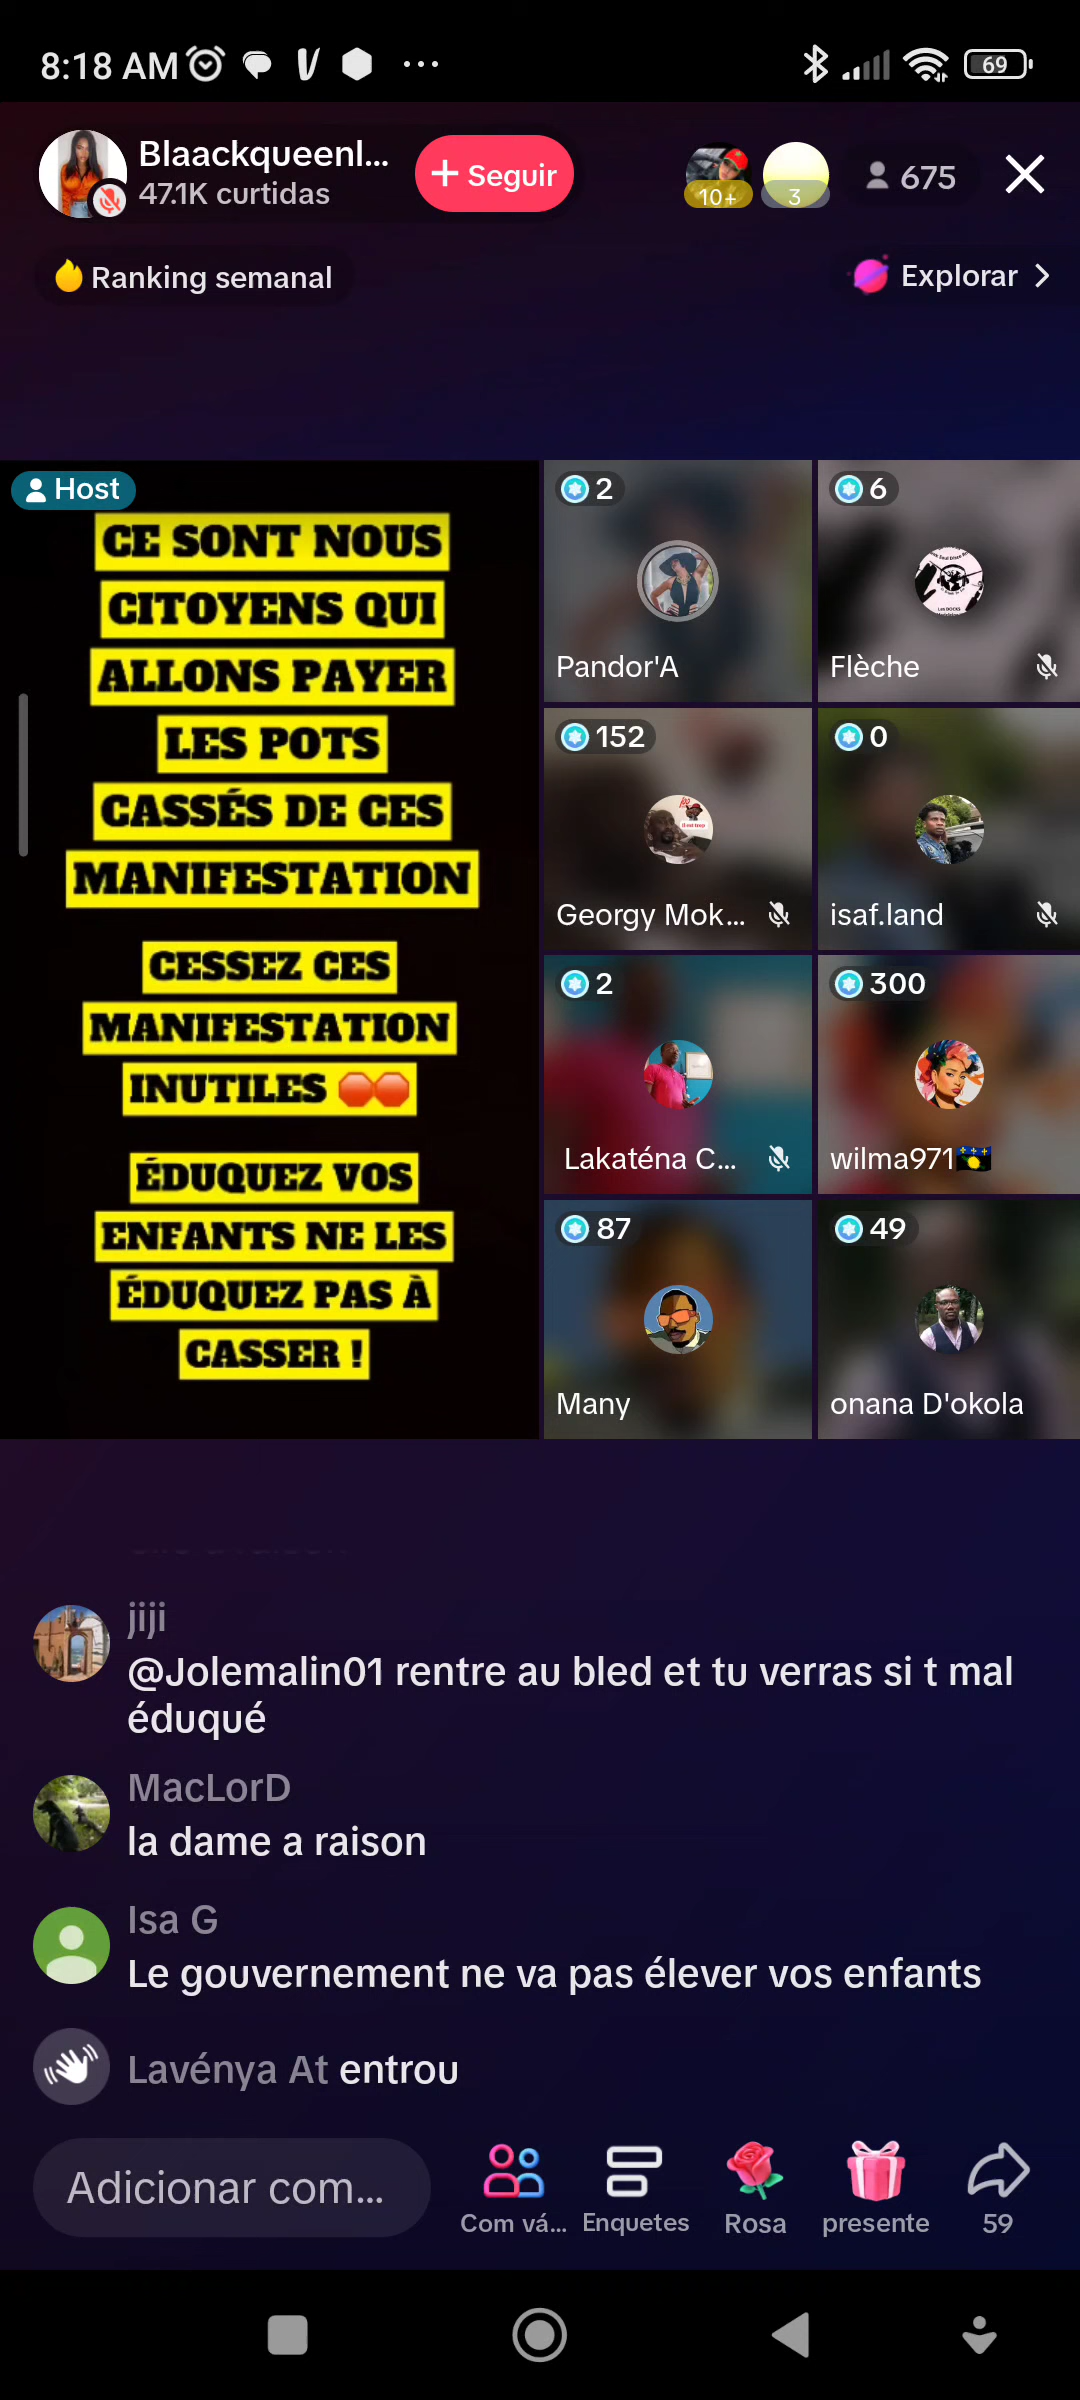 8:18 AM
69
Blaackqueenl...
47.1K curtidas
+ Seguir
10+
3
675
Ranking semanal
Explorar >
Host
CE SONT NOUS
CITOYENS QUI
ALLONS PAYER
LES POTS
CASSÉS DE CES
MANIFESTATION
CESSEZ CES
MANIFESTATION
INUTILES 🛑🛑
ÉDUQUEZ VOS
ENFANTS NE LES
ÉDUQUEZ PAS À
CASSER !
2
Pandor'A
6
Flèche
152
Georgy Mok...
0
isaf.land
2
Lakaténa C...
300
wilma971
87
Many
49
onana D'okola
jiji
@Jolemalin01 rentre au bled et tu verras si t mal
éduqué
MacLorD
la dame a raison
Isa G
Le gouvernement ne va pas élever vos enfants
Lavénya At entrou
Adicionar com...
Com vá...
Enquetes
Rosa
presente
59